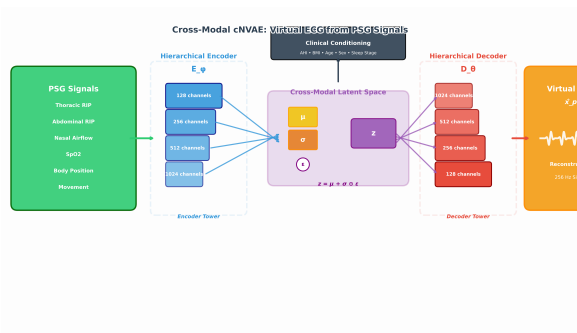 Cross-Modal cNVAE: Virtual ECG from PSG Signals
Clinical Conditioning
AHI • BMI • Age • Sex • Sleep Stage
Hierarchical Encoder
E_φ
Hierarchical Decoder
D_θ
PSG Signals
Thoracic RIP
Abdominal RIP
Nasal Airflow
SpO2
Body Position
Movement
128 channels
256 channels
512 channels
1024 channels
Encoder Tower
Cross-Modal Latent Space
μ
σ
ε
z
z = μ + σ ⊙ ε
1024 channels
512 channels
256 channels
128 channels
Decoder Tower
Virtual
Reconstr
256 Hz